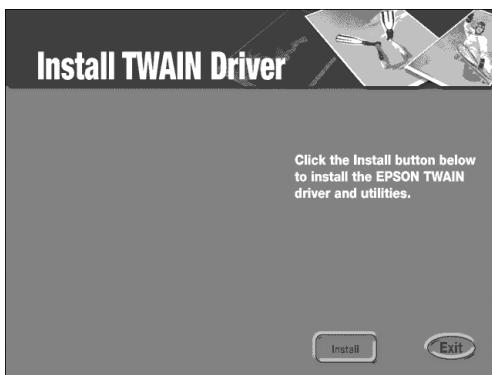 Install TWAIN Driver
Click the Install button below
to install the EPSON TWAIN
driver and utilities.
Install
Exit